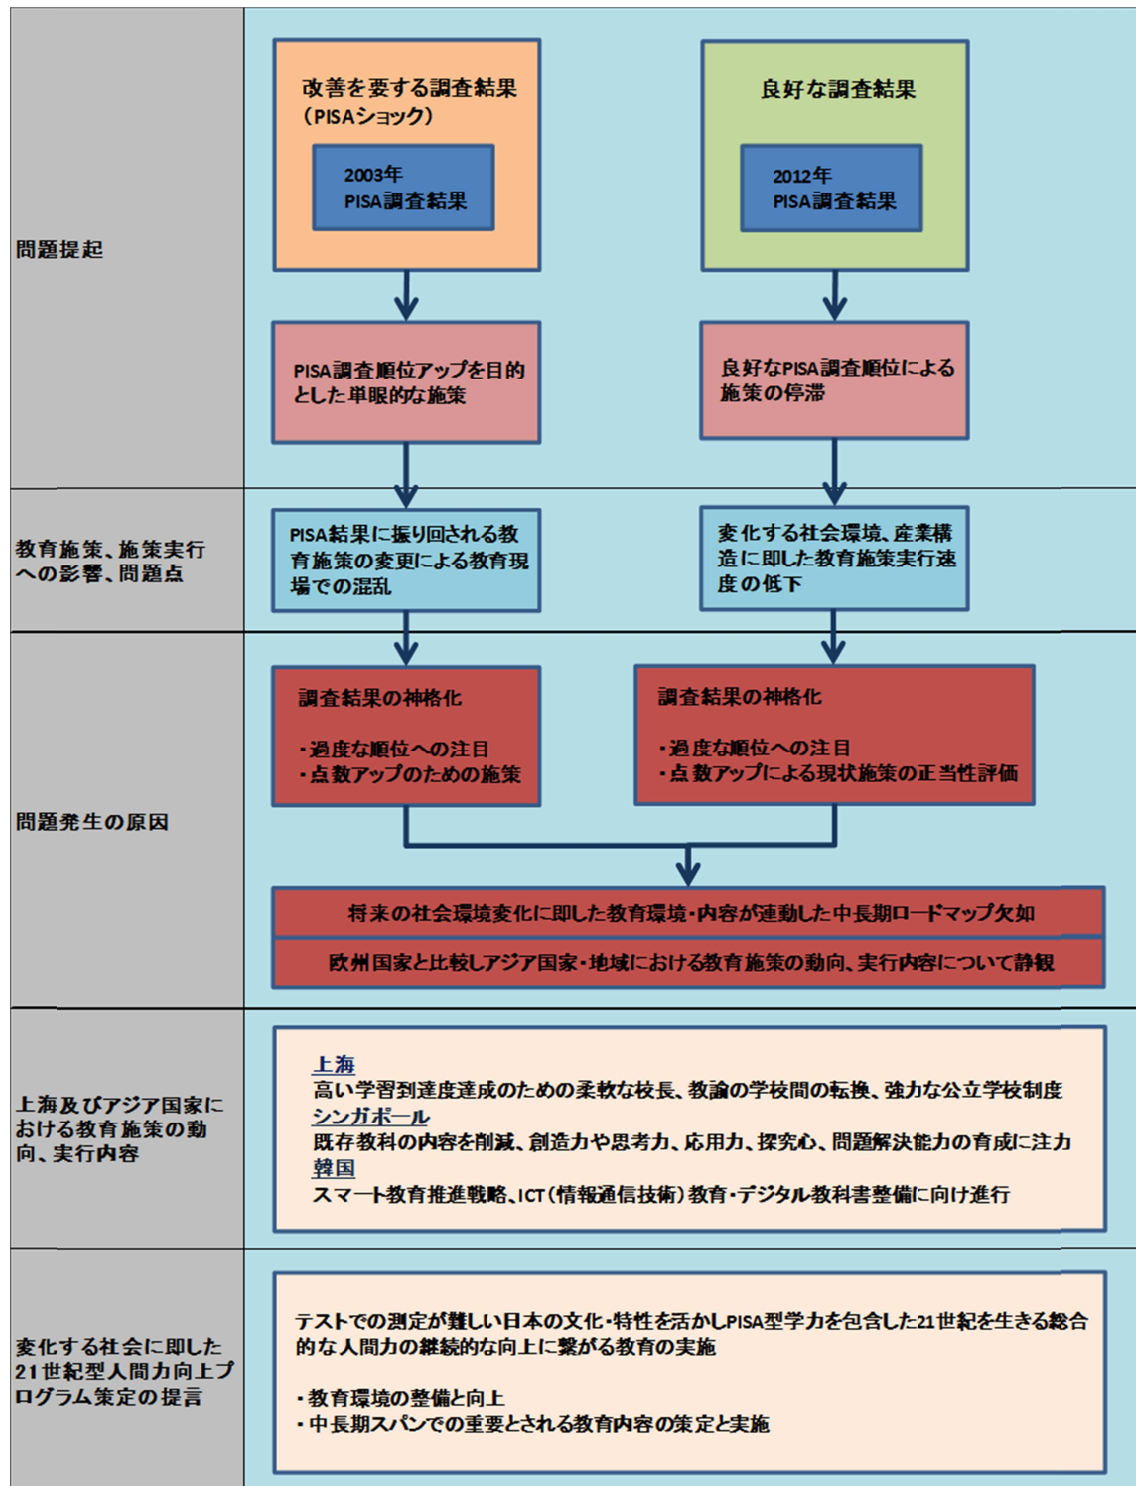 問題提起
改善を要する調査結果
（PISAショック）
2003年
PISA調査結果
良好な調査結果
2012年
PISA調査結果
PISA調査順位アップを目的
とした単眼的な施策
良好なPISA調査順位による
施策の停滞
教育施策、施策実行
への影響、問題点
PISA結果に振り回される教
育施策の変更による教育現
場での混乱
変化する社会環境、産業構
造に即した教育施策実行速
度の低下
問題発生の原因
調査結果の神格化
・過度な順位への注目
・点数アップのための施策
調査結果の神格化
・過度な順位への注目
・点数アップによる現状施策の正当性評価
将来の社会環境変化に即した教育環境・内容が連動した中長期ロードマップ欠如
欧州国家と比較しアジア国家・地域における教育施策の動向、実行内容について静観
上海及びアジア国家に
おける教育施策の動
向、実行内容
上海
高い学習到達度達成のための柔軟な校長、教諭の学校間の転換、強力な公立学校制度
シンガポール
既存教科の内容を削減、創造力や思考力、応用力、探究心、問題解決能力の育成に注力
韓国
スマート教育推進戦略、ICT（情報通信技術）教育・デジタル教科書整備に向け進行
変化する社会に即した
21世紀型人間力向上プ
ログラム策定の提言
テストでの測定が難しい日本の文化・特性を活かしPISA型学力を包含した21世紀を生きる総合
的な人間力の継続的な向上に繋がる教育の実施
・教育環境の整備と向上
・中長期スパンでの重要とされる教育内容の策定と実施